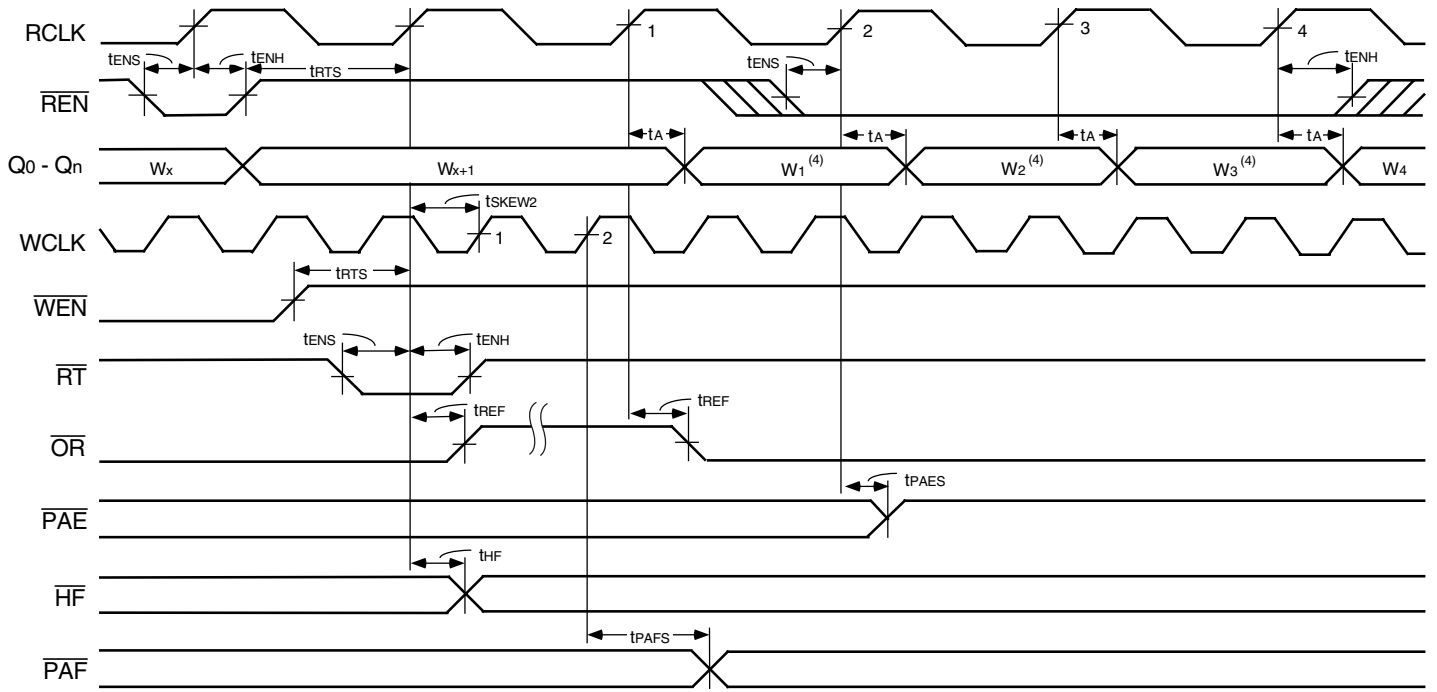 RCLK 1 2 3 4
tENS tENH tRTS tENS tENH
REN
tA tA tA tA
Q0 - Qn Wx Wx+1 W1(4) W2(4) W3(4) W4
tSKEW2
WCLK 1 2
tRTS
WEN
tENS tENH
RT
tREF tREF
OR
tPAES
PAE
tHF
HF
tPAFS
PAF